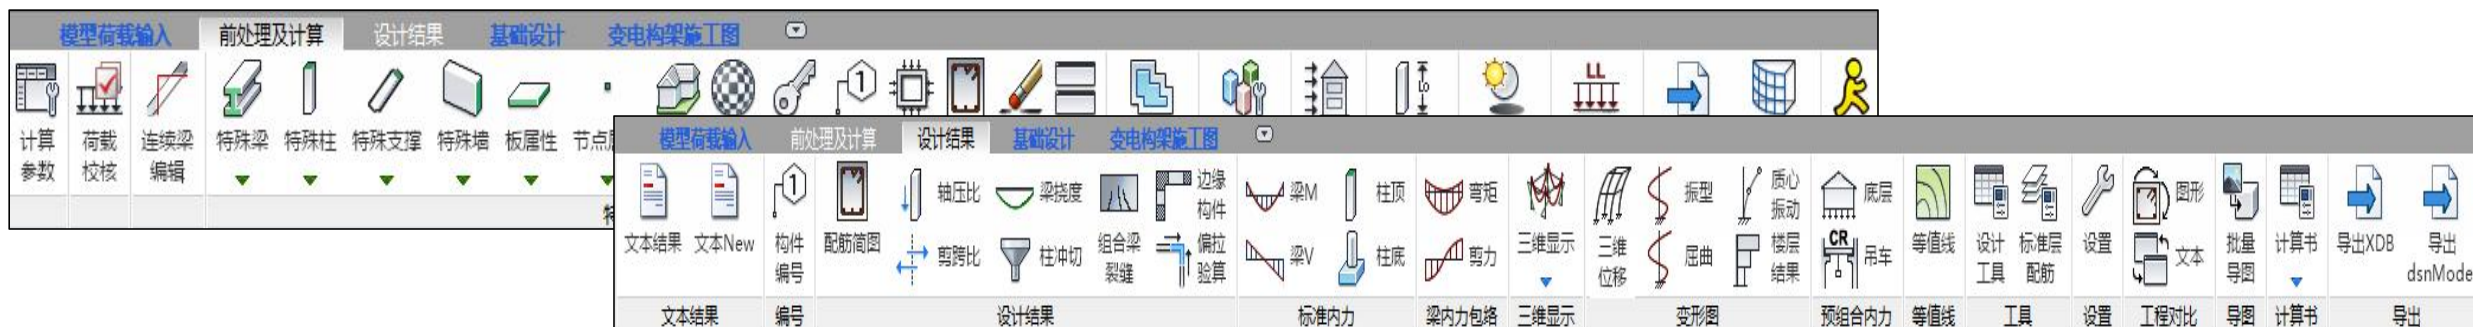 模型荷载输入 前处理及计算 设计结果 基础设计 变电构架施工图
1
LL
l0
计算参数 荷载校核 连续梁编辑 特殊梁 特殊柱 特殊支撑 特殊墙 板属性 节点
模型荷载输入 前处理及计算 设计结果 基础设计 变电构架施工图
1 轴压比 梁挠度 边缘构件 梁M 柱顶 弯矩 振型 质心振动 底层 图形
文本结果 文本New 构件编号 配筋简图 剪跨比 柱冲切 组合梁裂缝 偏拉验算 梁V 柱底 剪力 三维显示 三维位移 屈曲 楼层结果 CR 吊车 等值线 设计工具 标准层配筋 设置 文本 批量导图 计算书 导出XDB 导出dsnMode
文本结果 编号 设计结果 标准内力 梁内力包络 三维显示 变形图 预组合内力 等值线 工具 设置 工程对比 导图 计算书 导出